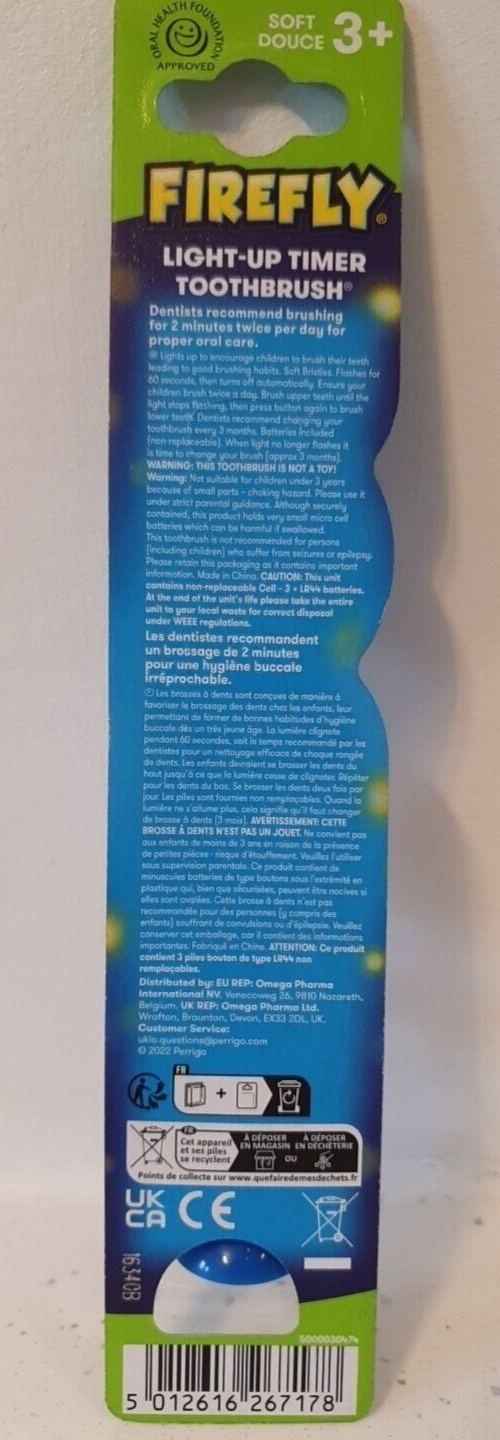 ORAL HEALTH FOUNDATION
APPROVED
SOFT
DOUCE
3+
FIREFLY®
LIGHT-UP TIMER
TOOTHBRUSH®
Dentists recommend brushing
for 2 minutes twice per day for
proper oral care.
Lights up to encourage children to brush their teeth
leading to good brushing habits. Soft Bristles. Flashes for
60 seconds, then turns off automatically. Ensure your
child brush twice a day. Brush upper teeth until the
light stops flashing, then press button again to brush
lower teeth. Dentists recommend changing your
toothbrush every 3 months. Batteries Included
(non-replaceable). When light no longer flashes it
is time to change your brush (approx 3 months).
WARNING: THIS TOOTHBRUSH IS NOT A TOY!
Warning: Not suitable for children under 3 years
because of small parts - choking hazard. Please use it
under strict parental guidance. Although securely
contained, this product holds very small micro cell
batteries which can be harmful if swallowed.
This toothbrush is not recommended for persons
(including children) who suffer from seizures or epilepsy.
Please retain this packaging as it contains important
information. Made in China. CAUTION: This unit
contains non-replaceable Cell - 3 × LR44 batteries.
At the end of the unit's life please take the entire
unit to your local waste for correct disposal
under WEEE regulations.
Les dentistes recommandent
un brossage de 2 minutes
pour une hygiène buccale
irréprochable.
Les brosses à dents sont conçues de manière à
favoriser le brossage des dents chez les enfants, leur
permettant de former de bonnes habitudes d'hygiène
buccale dès un très jeune âge. La lumière clignote
pendant 60 secondes, soit le temps recommandé par les
dentistes pour un nettoyage efficace de chaque rangée
de dents. Les enfants devraient se brosser les dents du
haut jusqu'à ce que la lumière cesse de clignoter. Répéter
pour les dents du bas. Se brosser les dents deux fois par
jour. Les piles sont fournies non remplaçables. Quand la
lumière ne s'allume plus, cela signifie qu'il faut changer
de brosse à dents (3 mois). AVERTISSEMENT: CETTE
BROSSE À DENTS N'EST PAS UN JOUET. Ne convient pas
aux enfants de moins de 3 ans en raison de la présence
de petites pièces - risque d'étouffement. Veuillez l'utiliser
sous supervision parentale. Ce produit contient de
minuscules batteries de type boutons sous l'extrémité en
plastique qui, bien que sécurisées, peuvent être nocives si
elles sont avalées. Cette brosse à dents n'est pas
recommandée pour des personnes (y compris des
enfants) souffrant de convulsions ou d'épilepsie. Veuillez
conserver cet emballage, car il contient des informations
importantes. Fabriqué en Chine. ATTENTION: Ce produit
contient 3 piles bouton de type LR44 non
remplaçables.
Distributed by: EU REP: Omega Pharma
International NV. Venecoweg 26, 9810 Nazareth,
Belgium. UK REP: Omega Pharma Ltd.
Wrafton, Braunton, Devon, EX33 2DL, UK.
Customer Service:
ukio.questions@perrigo.com
© 2022 Perrigo
FR
+
FR
Cet appareil
et ses piles
se recyclent
À DÉPOSER
EN MAGASIN
OU
À DÉPOSER
EN DÉCHÈTERIE
Points de collecte sur www.quefairedemesdechets.fr
UK
CA
CE
16340B
5000030474
5 012616 267178